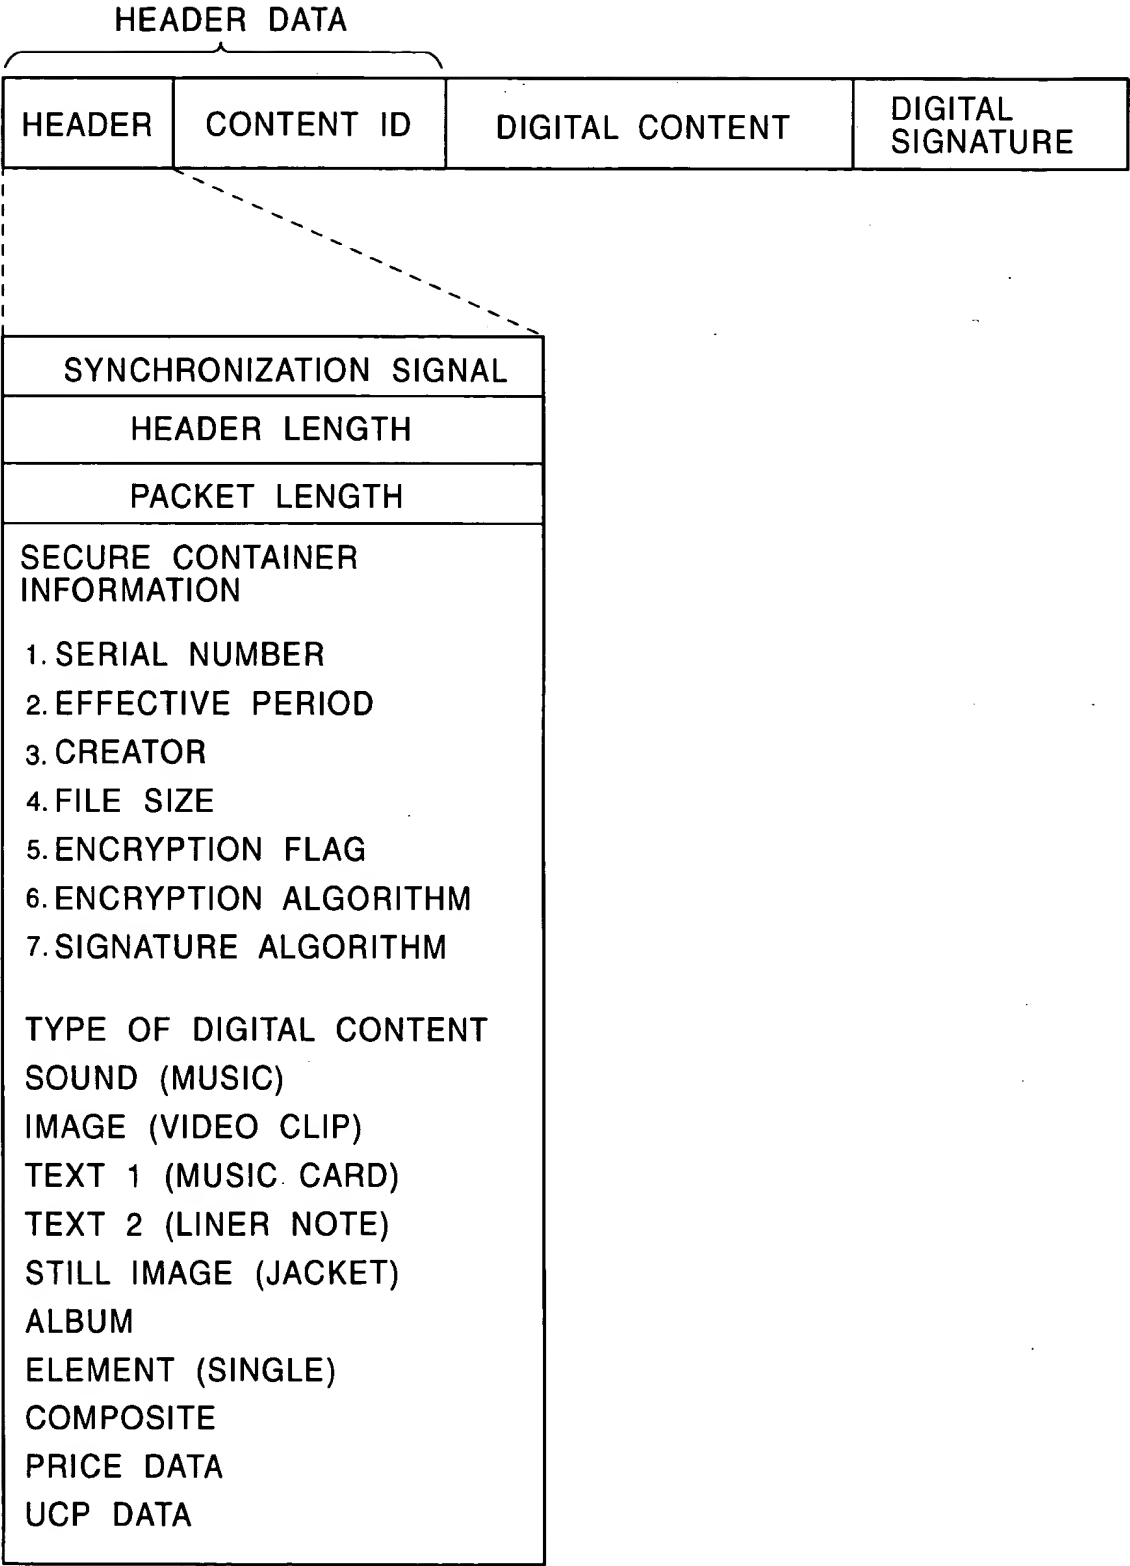 HEADER DATA
HEADER
CONTENT ID
DIGITAL CONTENT
DIGITAL
SIGNATURE
SYNCHRONIZATION SIGNAL
HEADER LENGTH
PACKET LENGTH
SECURE CONTAINER
INFORMATION
1. SERIAL NUMBER
2. EFFECTIVE PERIOD
3. CREATOR
4. FILE SIZE
5. ENCRYPTION FLAG
6. ENCRYPTION ALGORITHM
7. SIGNATURE ALGORITHM
TYPE OF DIGITAL CONTENT
SOUND (MUSIC)
IMAGE (VIDEO CLIP)
TEXT 1 (MUSIC CARD)
TEXT 2 (LINER NOTE)
STILL IMAGE (JACKET)
ALBUM
ELEMENT (SINGLE)
COMPOSITE
PRICE DATA
UCP DATA